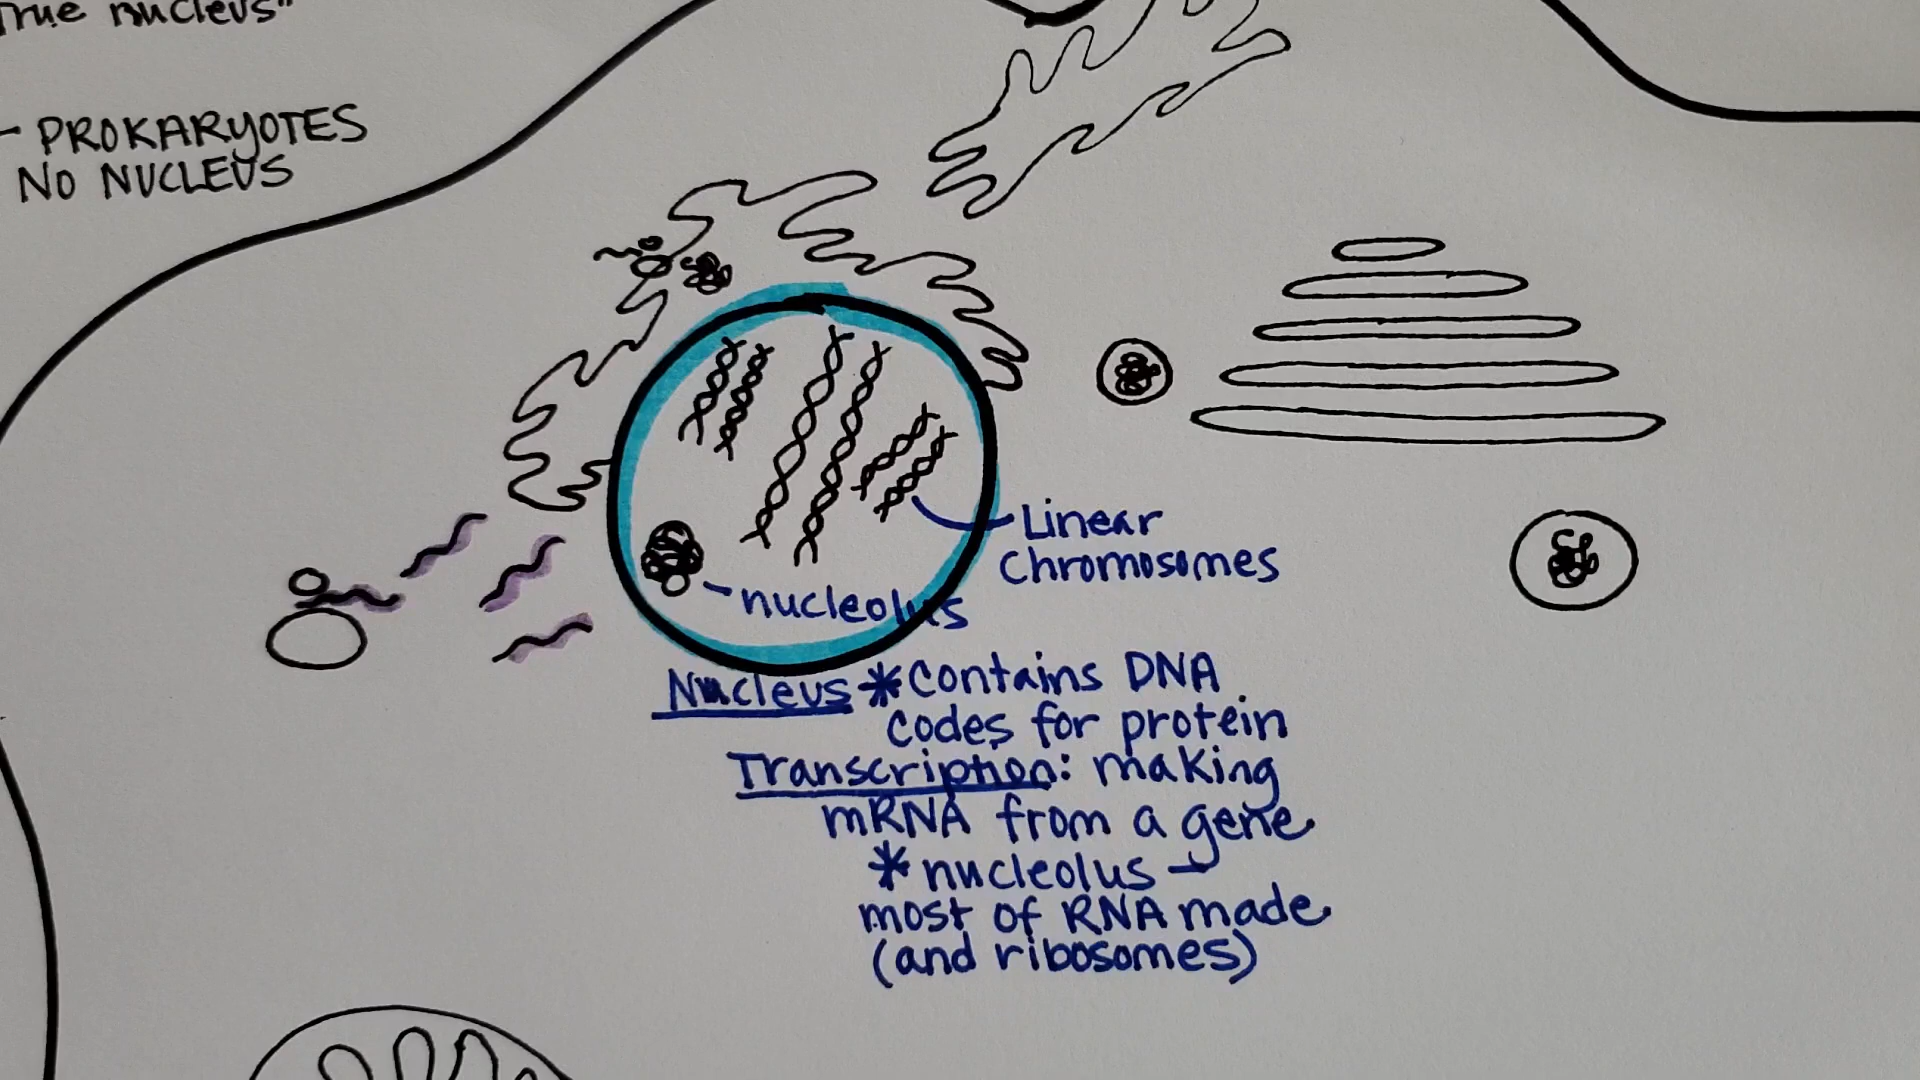 True nucleus"
- PROKARYOTES
NO NUCLEUS
Linear
Chromosomes
nucleolus
Nucleus *contains DNA
codes for protein
Transcription: making
mRNA from a gene
* nucleolus -
most of RNA made
(and ribosomes)